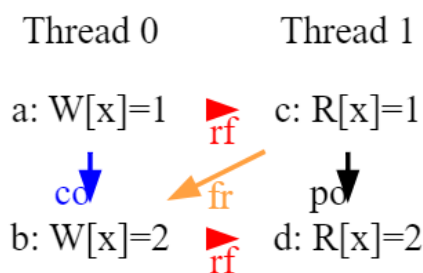 Thread 0 Thread 1
a: W[x]=1 rf c: R[x]=1
co fr po
b: W[x]=2 rf d: R[x]=2